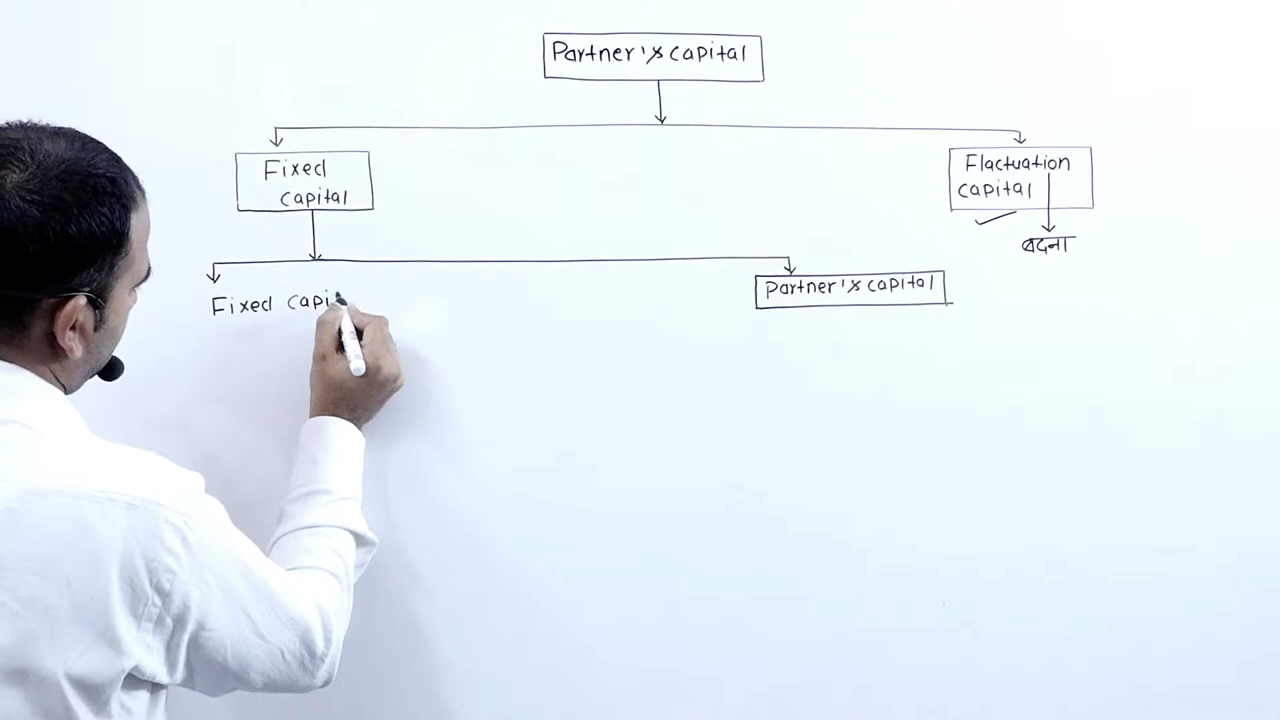 Partner's capital
Fixed
capital
Flactuation
capital
बदना
Fixed capi
Partner's capital